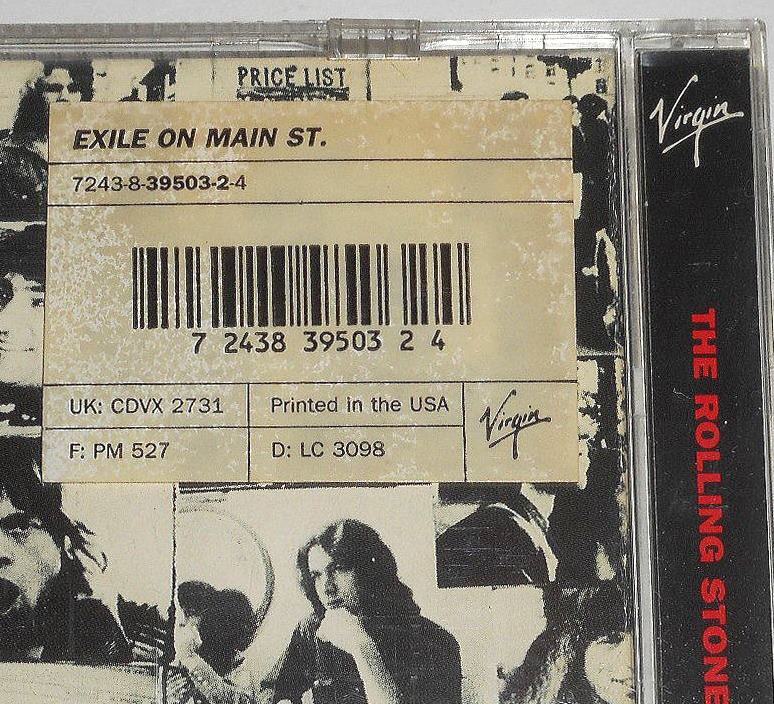 PRICE LIST
EXILE ON MAIN ST.
7243-8-39503-2-4
7 2438 39503 2 4
UK: CDVX 2731
Printed in the USA
F: PM 527
D: LC 3098
Virgin
Virgin
THE ROLLING STONE